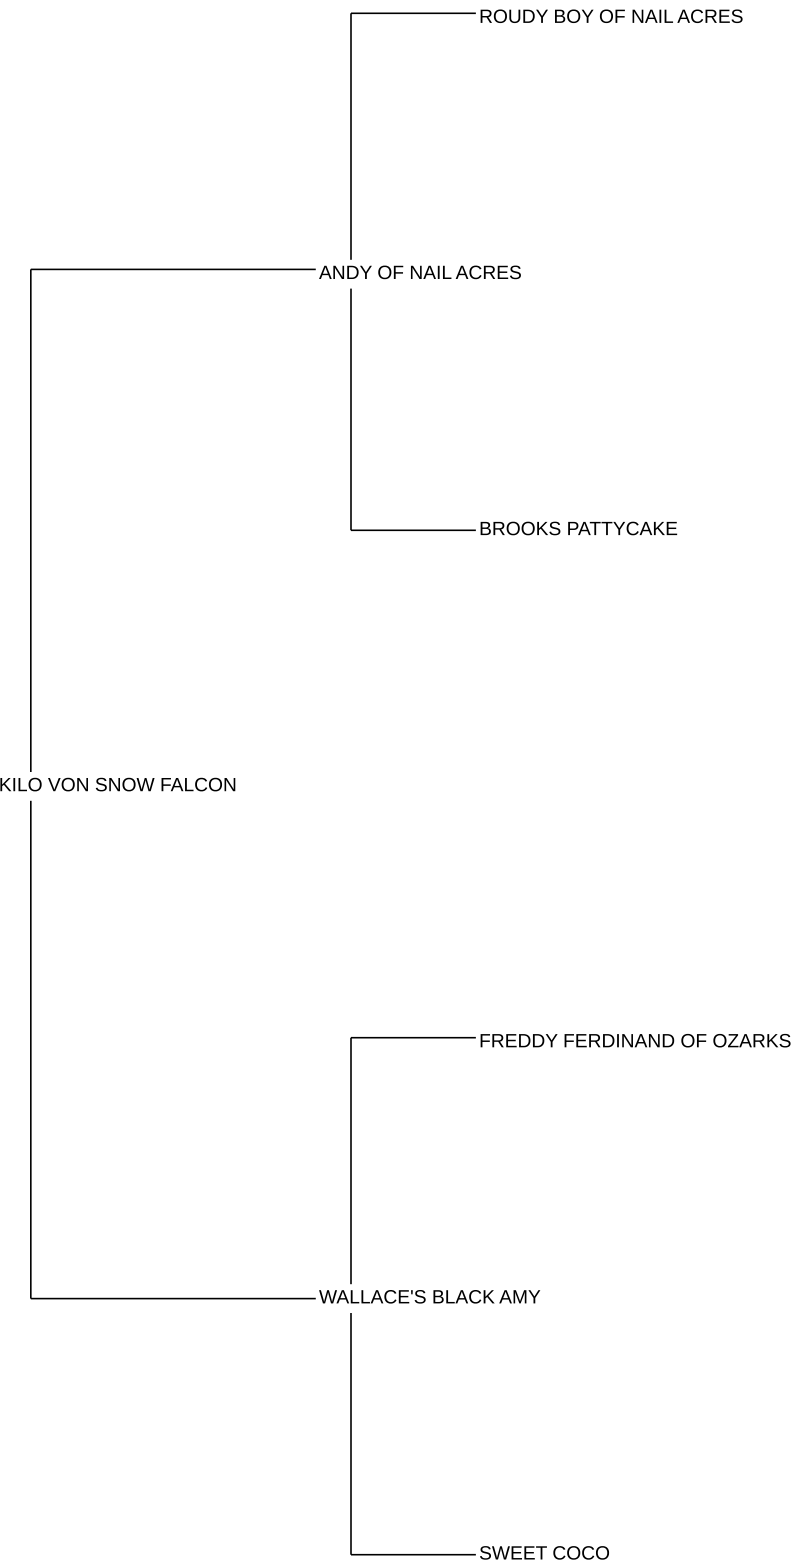 ROUDY BOY OF NAIL ACRES
ANDY OF NAIL ACRES
BROOKS PATTYCAKE
KILO VON SNOW FALCON
FREDDY FERDINAND OF OZARKS
WALLACE'S BLACK AMY
SWEET COCO